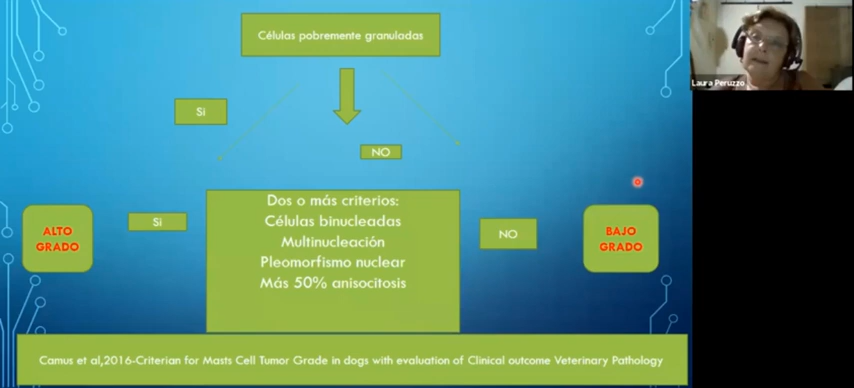 Células pobremente granuladas
Si
NO
Dos o más criterios:
Células binucleadas
Multinucleación
Pleomorfismo nuclear
Más 50% anisocitosis
ALTO
GRADO
Si
NO
BAJO
GRADO
Camus et al,2016-Criterian for Masts Cell Tumor Grade in dogs with evaluation of Clinical outcome Veterinary Pathology
Laura Peruzzo